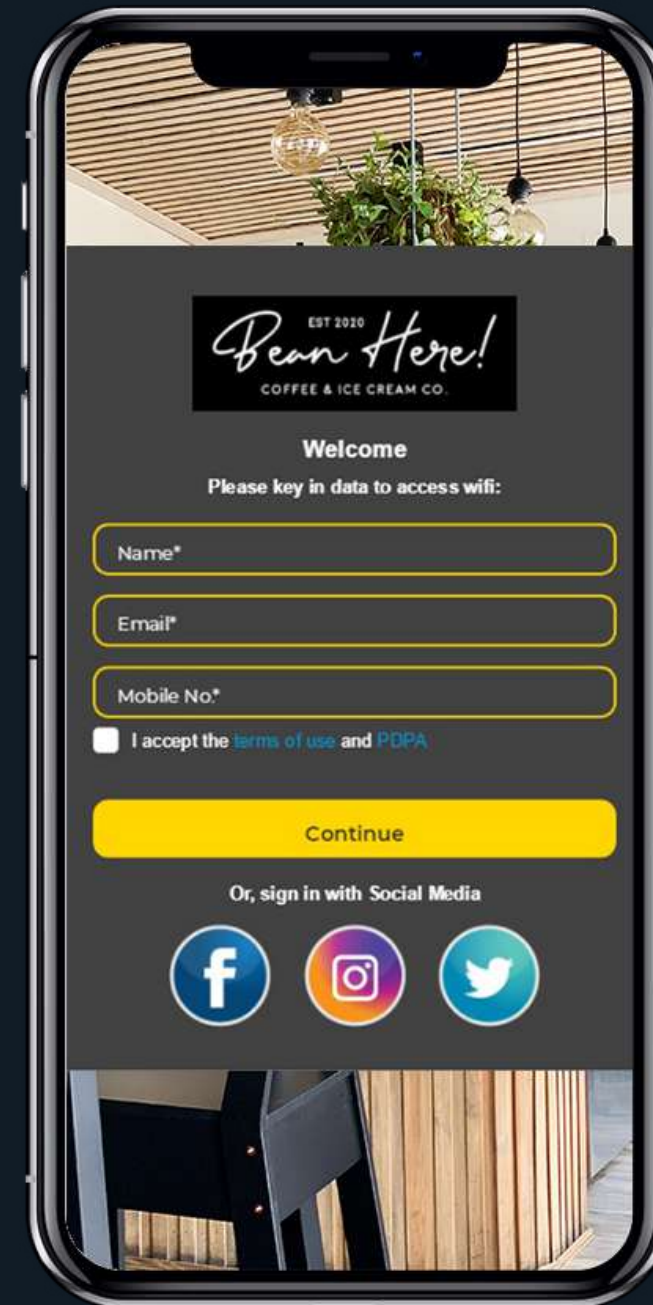 EST 2020
Bean Here!
COFFEE & ICE CREAM CO.
Welcome
Please key in data to access wifi:
Name*
Email*
Mobile No.*
I accept the terms of use and PDPA
Continue
Or, sign in with Social Media